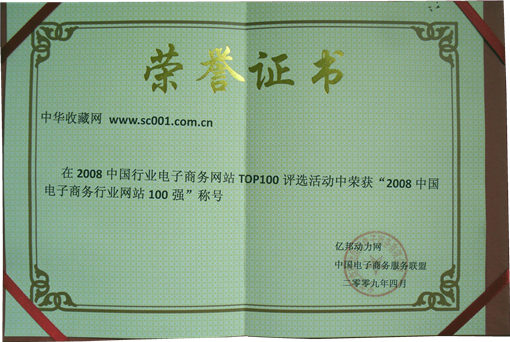 荣誉证书
中华收藏网 www.sc001.com.cn
在2008中国行业电子商务网站TOP100评选活动中荣获“2008中国
电子商务行业网站100强”称号
亿邦动力网
中国电子商务服务联盟
二零零九年四月